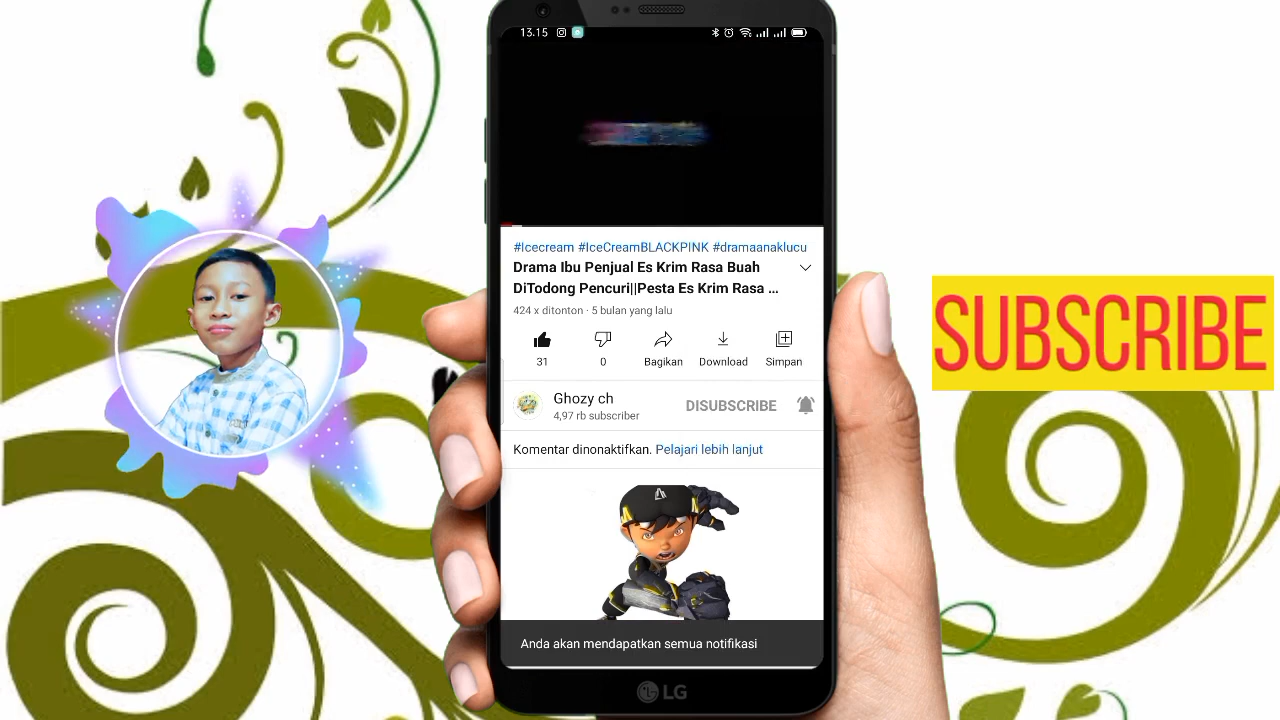 13.15
#Icecream #IceCreamBLACKPINK #dramaanaklucu
Drama Ibu Penjual Es Krim Rasa Buah
DiTodong Pencuri||Pesta Es Krim Rasa ...
424 x ditonton · 5 bulan yang lalu
31 0 Bagikan Download Simpan
Ghozy ch
4,97 rb subscriber
DISUBSCRIBE
Komentar dinonaktifkan. Pelajari lebih lanjut
Anda akan mendapatkan semua notifikasi
LG
SUBSCRIBE